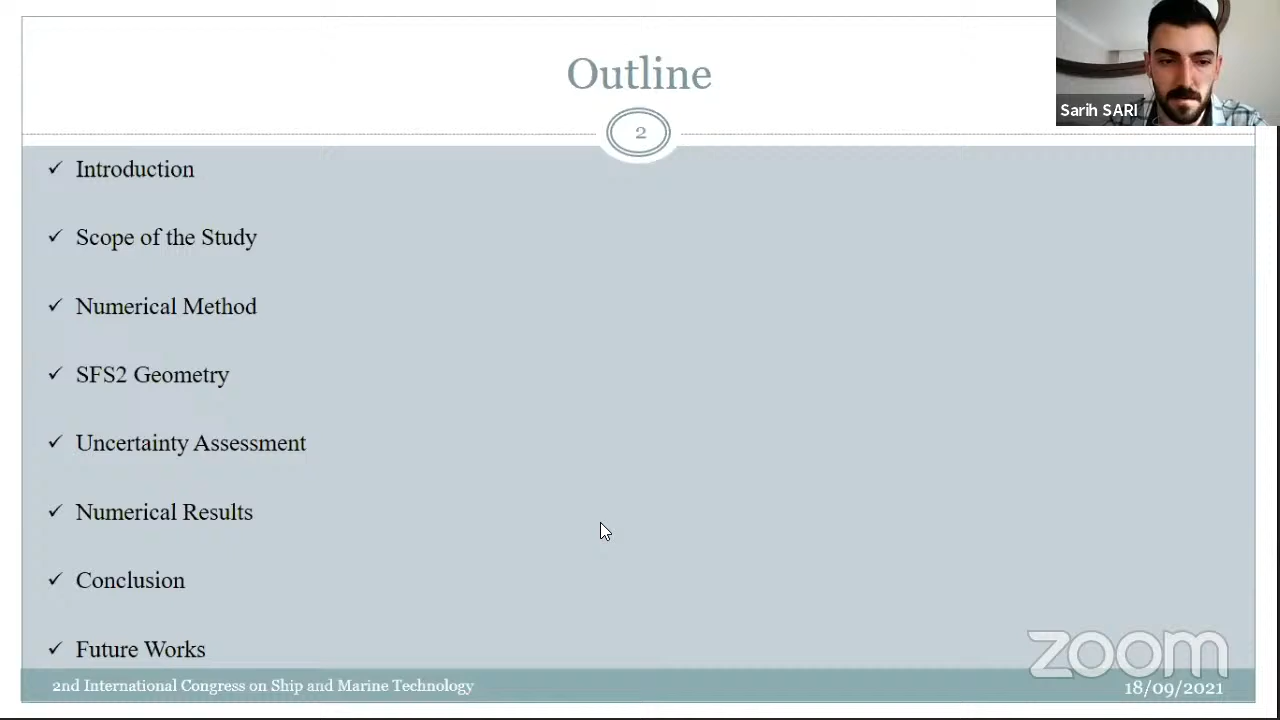 Outline
Sarih SARI
2
✓ Introduction
✓ Scope of the Study
✓ Numerical Method
✓ SFS2 Geometry
✓ Uncertainty Assessment
✓ Numerical Results
✓ Conclusion
✓ Future Works
zoom
2nd International Congress on Ship and Marine Technology
18/09/2021